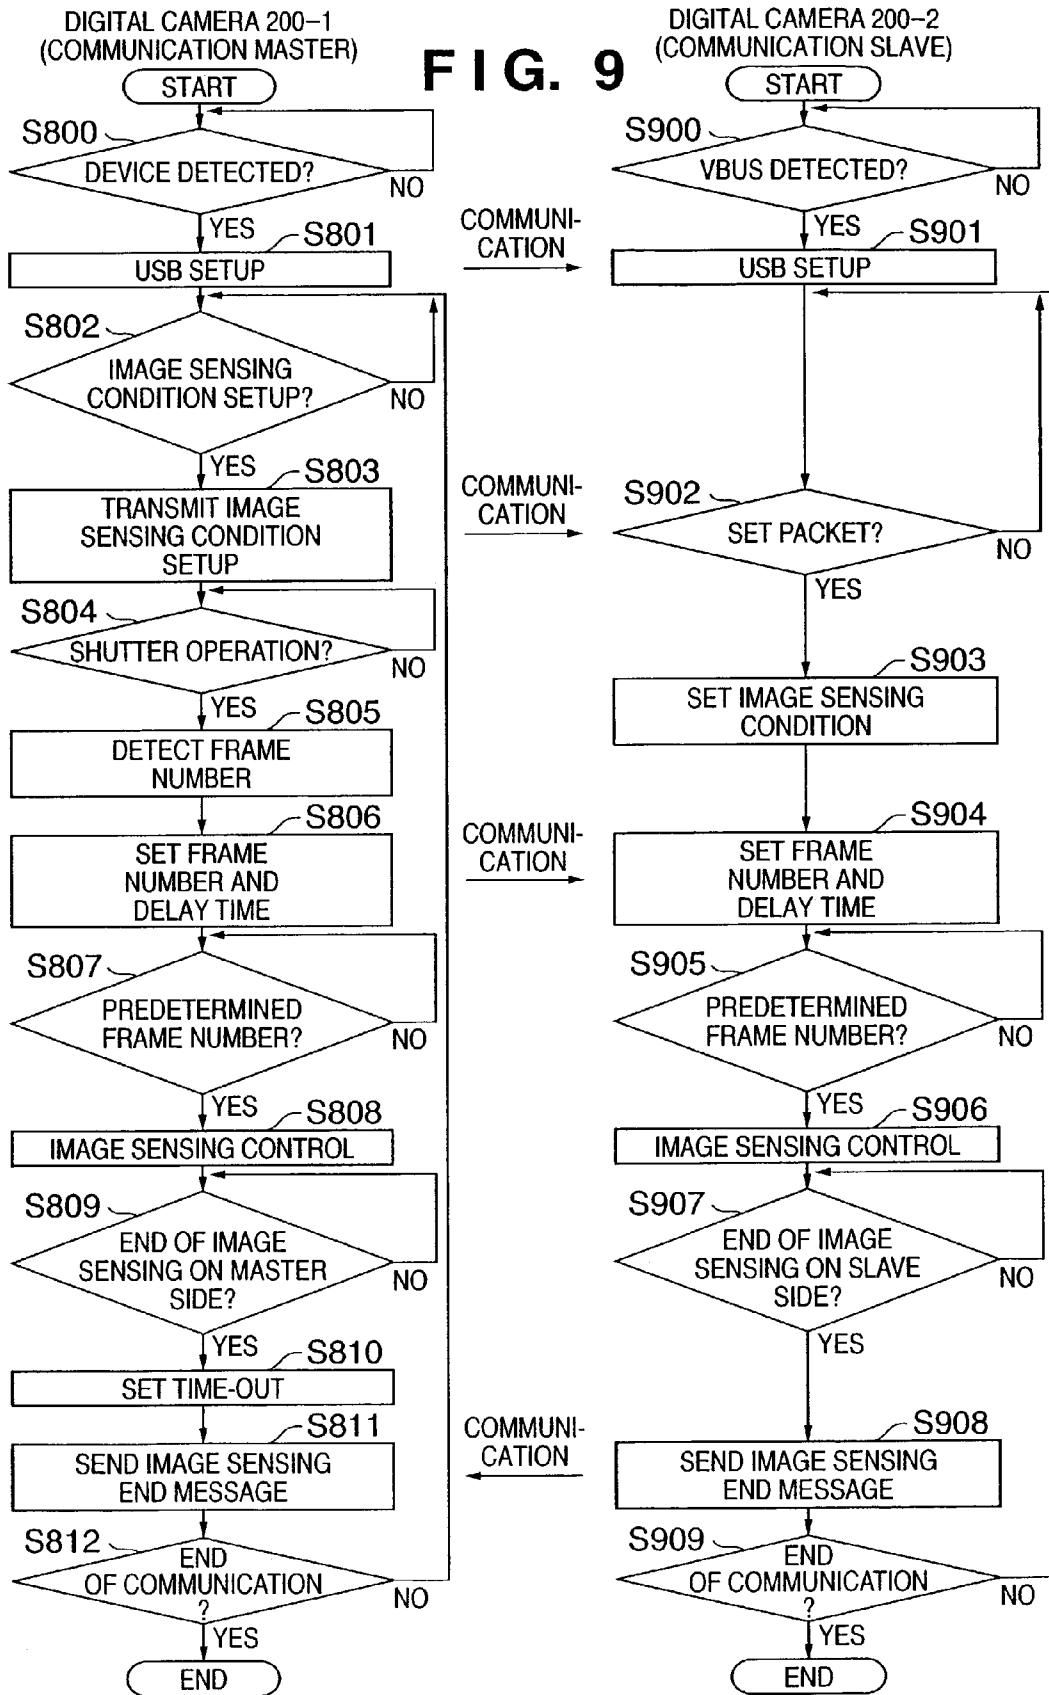 DIGITAL CAMERA 200-1
(COMMUNICATION MASTER)
FIG. 9
DIGITAL CAMERA 200-2
(COMMUNICATION SLAVE)
START
S800
DEVICE DETECTED?
NO
YES
S801
USB SETUP
S802
IMAGE SENSING
CONDITION SETUP?
NO
YES
S803
TRANSMIT IMAGE
SENSING CONDITION
SETUP
S804
SHUTTER OPERATION?
NO
YES
S805
DETECT FRAME
NUMBER
S806
SET FRAME
NUMBER AND
DELAY TIME
S807
PREDETERMINED
FRAME NUMBER?
NO
YES
S808
IMAGE SENSING CONTROL
S809
END OF IMAGE
SENSING ON MASTER
SIDE?
NO
YES
S810
SET TIME-OUT
S811
SEND IMAGE SENSING
END MESSAGE
S812
END
OF COMMUNICATION
?
NO
YES
END
COMMUNI-
CATION
COMMUNI-
CATION
COMMUNI-
CATION
COMMUNI-
CATION
START
S900
VBUS DETECTED?
NO
YES
S901
USB SETUP
S902
SET PACKET?
NO
YES
S903
SET IMAGE SENSING
CONDITION
S904
SET FRAME
NUMBER AND
DELAY TIME
S905
PREDETERMINED
FRAME NUMBER?
NO
YES
S906
IMAGE SENSING CONTROL
S907
END OF IMAGE
SENSING ON SLAVE
SIDE?
NO
YES
S908
SEND IMAGE SENSING
END MESSAGE
S909
END
OF COMMUNICATION
?
NO
YES
END